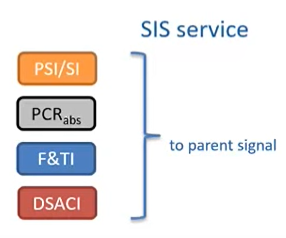 SIS service
PSI/SI
PCRabs
F&TI
to parent signal
DSACI